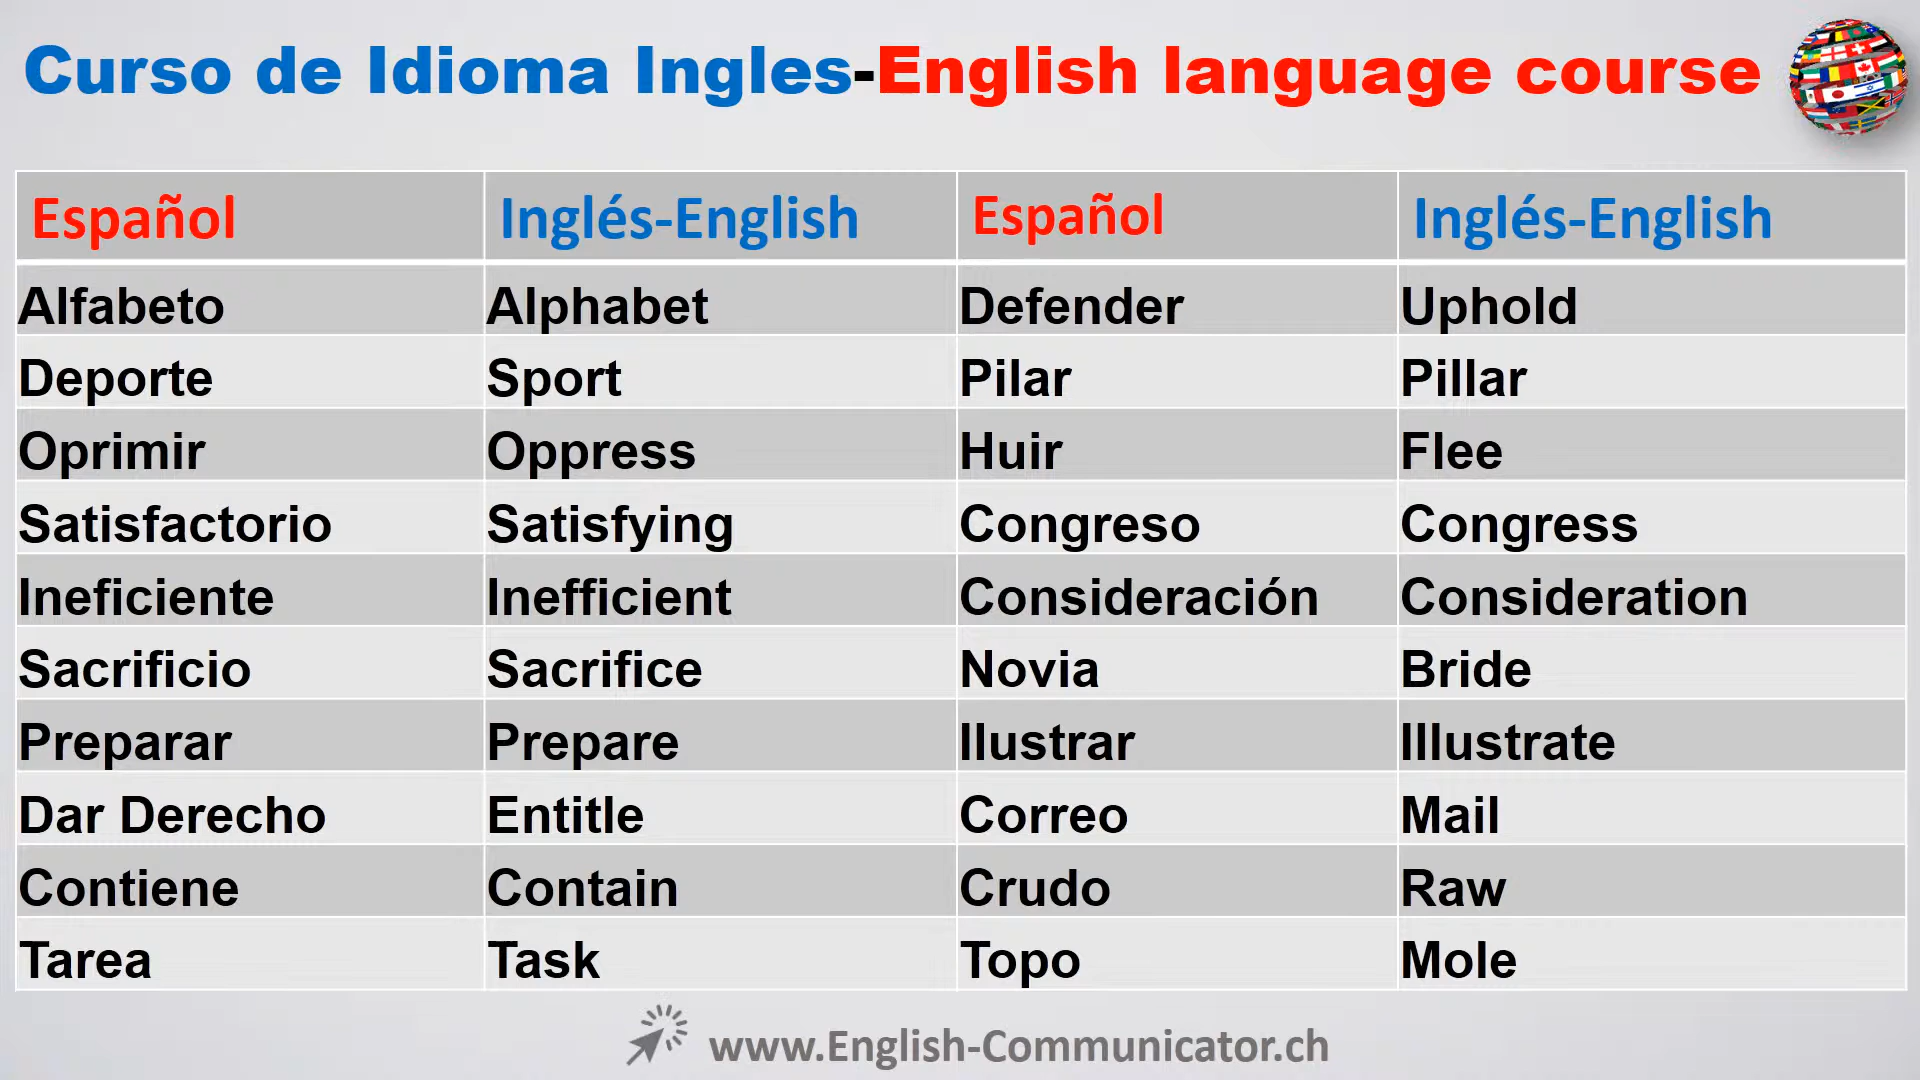 Curso de Idioma Ingles-English language course
Español Inglés-English Español Inglés-English
Alfabeto Alphabet Defender Uphold
Deporte Sport Pilar Pillar
Oprimir Oppress Huir Flee
Satisfactorio Satisfying Congreso Congress
Ineficiente Inefficient Consideración Consideration
Sacrificio Sacrifice Novia Bride
Preparar Prepare Ilustrar Illustrate
Dar Derecho Entitle Correo Mail
Contiene Contain Crudo Raw
Tarea Task Topo Mole
www.English-Communicator.ch